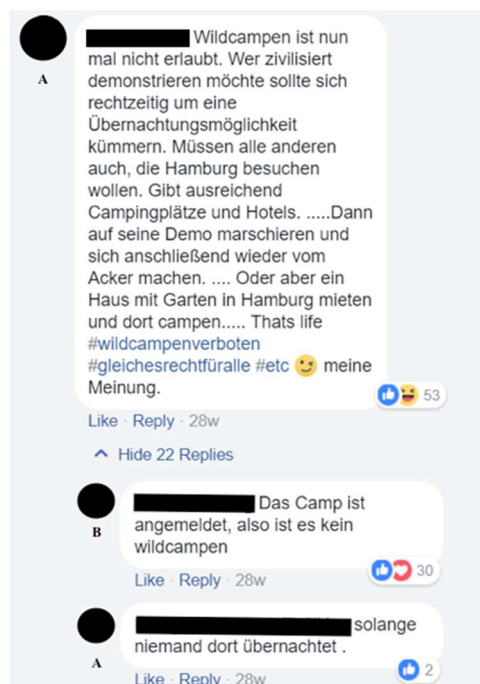 Wildcampen ist nun
mal nicht erlaubt. Wer zivilisiert
demonstrieren möchte sollte sich
rechtzeitig um eine
Übernachtungsmöglichkeit
kümmern. Müssen alle anderen
auch, die Hamburg besuchen
wollen. Gibt ausreichend
Campingplätze und Hotels. .....Dann
auf seine Demo marschieren und
sich anschließend wieder vom
Acker machen. .... Oder aber ein
Haus mit Garten in Hamburg mieten
und dort campen..... Thats life
#wildcampenverboten
#gleichesrechtfüralle #etc 😉 meine
Meinung.
53
A
Like · Reply · 28w
Hide 22 Replies
Das Camp ist
angemeldet, also ist es kein
wildcampen
30
B
Like · Reply · 28w
solange
niemand dort übernachtet .
2
A
Like · Reply · 28w